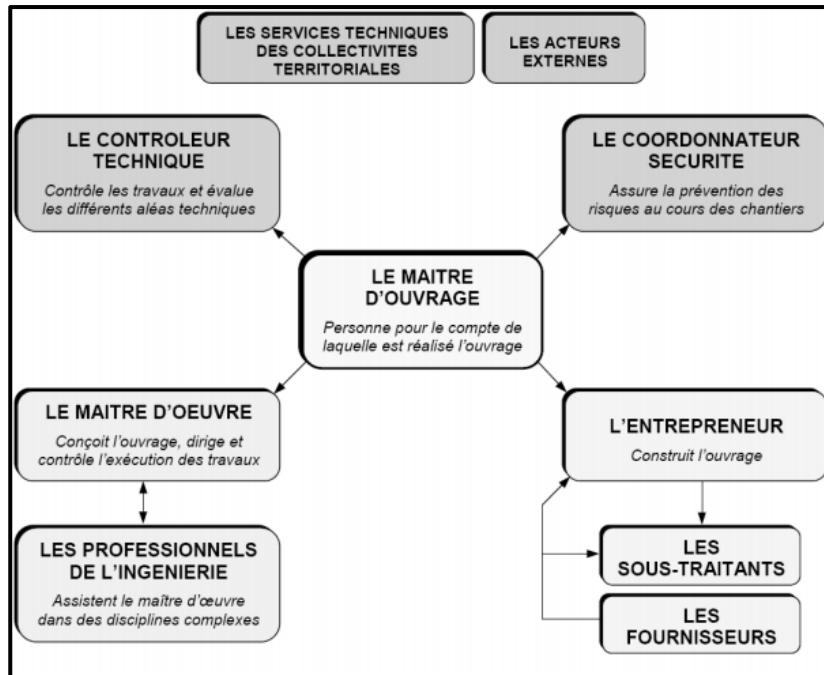 LES SERVICES TECHNIQUES
DES COLLECTIVITES
TERRITORIALES
LES ACTEURS
EXTERNES
LE CONTROLEUR
TECHNIQUE
Contrôle les travaux et évalue
les différents aléas techniques
LE COORDONNATEUR
SECURITE
Assure la prévention des
risques au cours des chantiers
LE MAITRE
D'OUVRAGE
Personne pour le compte de
laquelle est réalisé l'ouvrage
LE MAITRE D'OEUVRE
Conçoit l'ouvrage, dirige et
contrôle l'exécution des travaux
L'ENTREPRENEUR
Construit l'ouvrage
LES PROFESSIONNELS
DE L'INGENIERIE
Assistent le maître d'œuvre
dans des disciplines complexes
LES
SOUS-TRAITANTS
LES
FOURNISSEURS